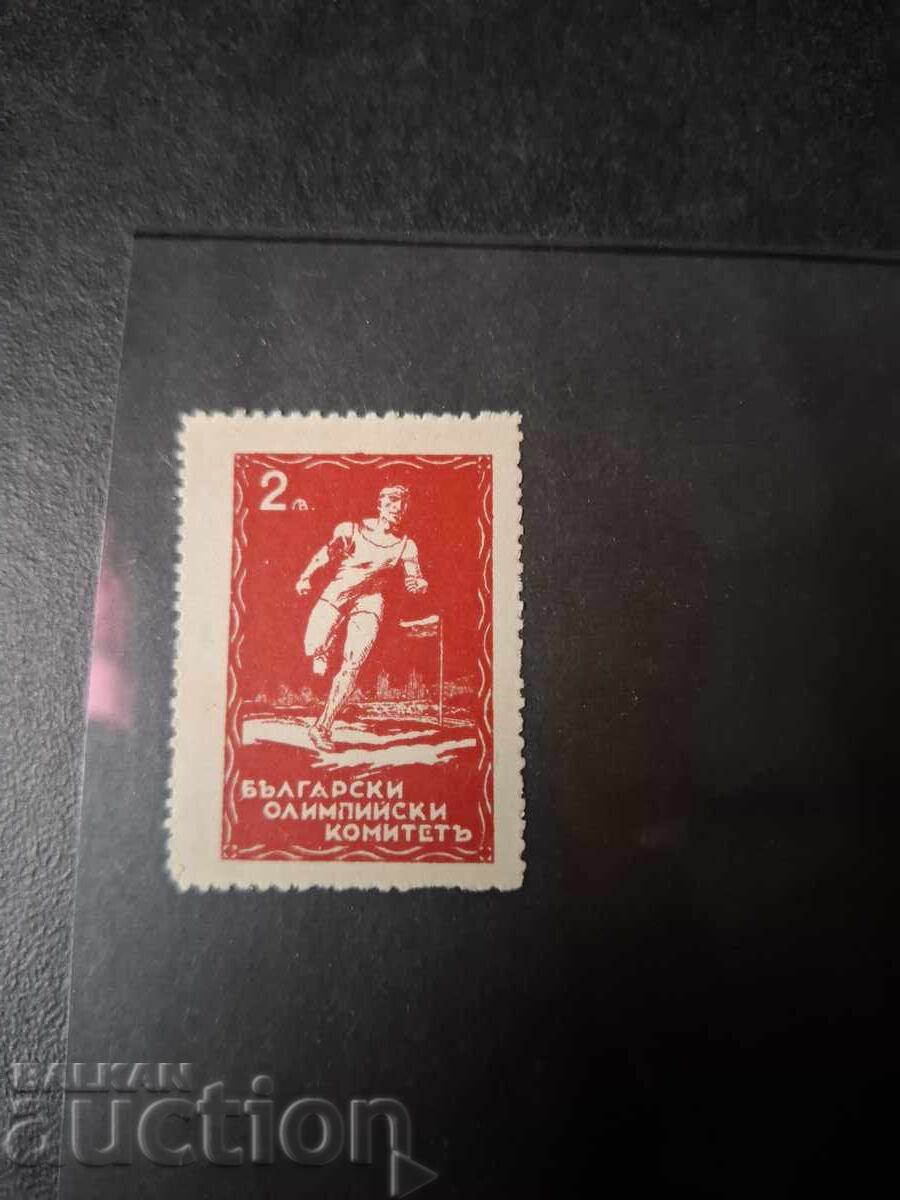 2 лв.
БЪЛГАРСКИ
ОЛИМПИЙСКИ
КОМИТЕТЪ
BALKAN
auction